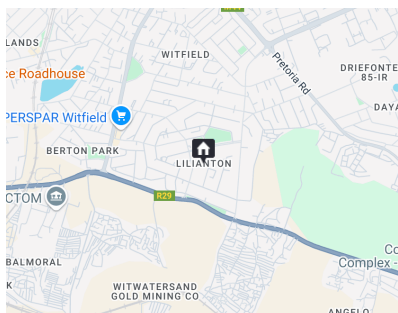 LANDS
WITFIELD
Pretoria Rd
ce Roadhouse
DRIEFONTE
85-IR
DAYA
PERSPAR Witfield
BERTON PARK
LILIANTON
R29
CTOM
Co
Complex -
BALMORAL
K
WITWATERSAND
GOLD MINING CO
ANGELO